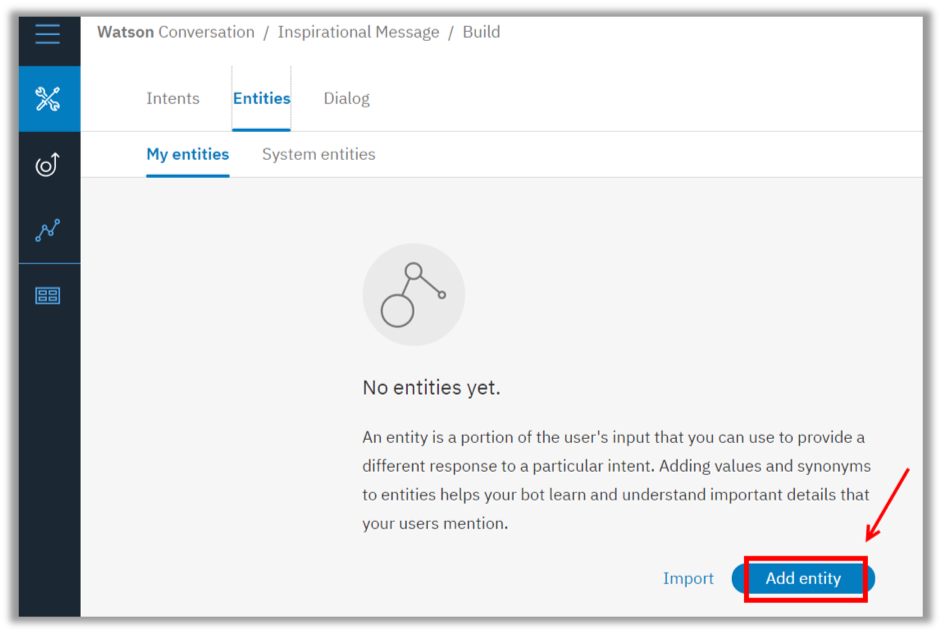 Watson Conversation / Inspirational Message / Build
Intents Entities Dialog
My entities System entities
No entities yet.
An entity is a portion of the user's input that you can use to provide a
different response to a particular intent. Adding values and synonyms
to entities helps your bot learn and understand important details that
your users mention.
Import Add entity